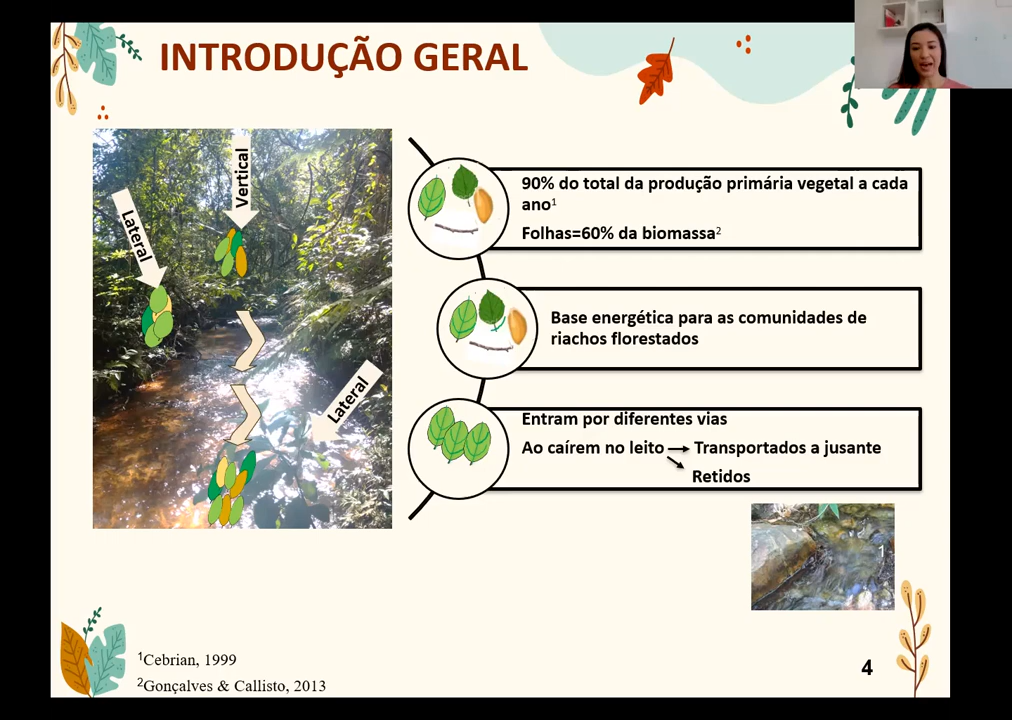 INTRODUÇÃO GERAL
Vertical
Lateral
Lateral
90% do total da produção primária vegetal a cada
ano¹
Folhas=60% da biomassa²
Base energética para as comunidades de
riachos florestados
Entram por diferentes vias
Ao caírem no leito → Transportados a jusante
Retidos
¹Cebrian, 1999
²Gonçalves & Callisto, 2013
4